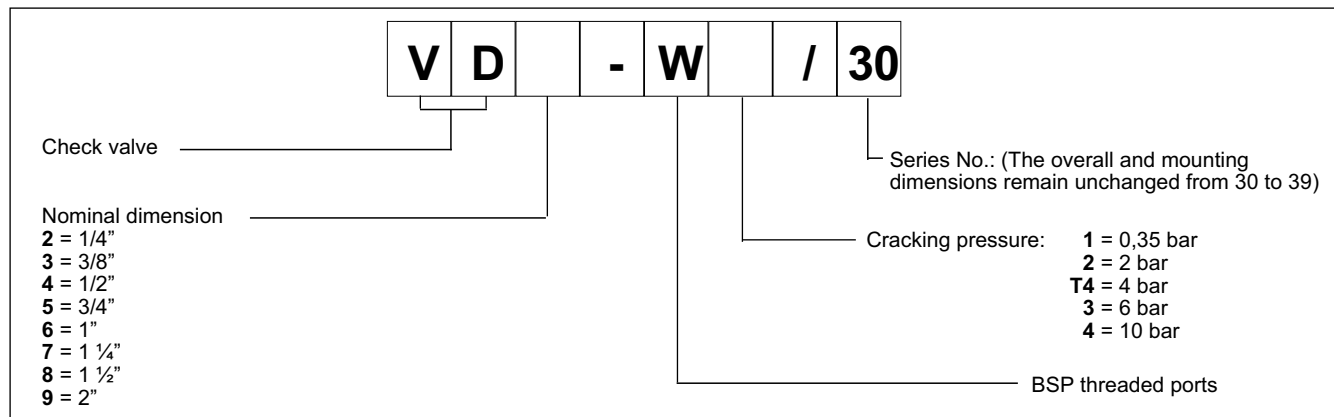 VD - W / 30
Check valve
Series No.: (The overall and mounting
dimensions remain unchanged from 30 to 39)
Nominal dimension
2 = 1/4”
3 = 3/8”
4 = 1/2”
5 = 3/4”
6 = 1”
7 = 1 ¼”
8 = 1 ½”
9 = 2”
Cracking pressure: 1 = 0,35 bar
2 = 2 bar
T4 = 4 bar
3 = 6 bar
4 = 10 bar
BSP threaded ports